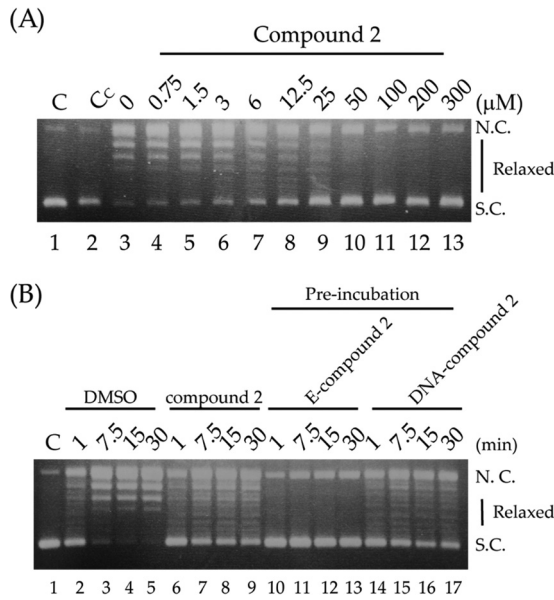 (A)
Compound 2
C Cc 0 0.75 1.5 3 6 12.5 25 50 100 200 300 (μM)
N.C.
Relaxed
S.C.
1 2 3 4 5 6 7 8 9 10 11 12 13
(B)
Pre-incubation
DMSO compound 2 E-compound 2 DNA-compound 2
C 1 7.5 15 30 1 7.5 15 30 1 7.5 15 30 1 7.5 15 30 (min)
N. C.
Relaxed
S.C.
1 2 3 4 5 6 7 8 9 10 11 12 13 14 15 16 17